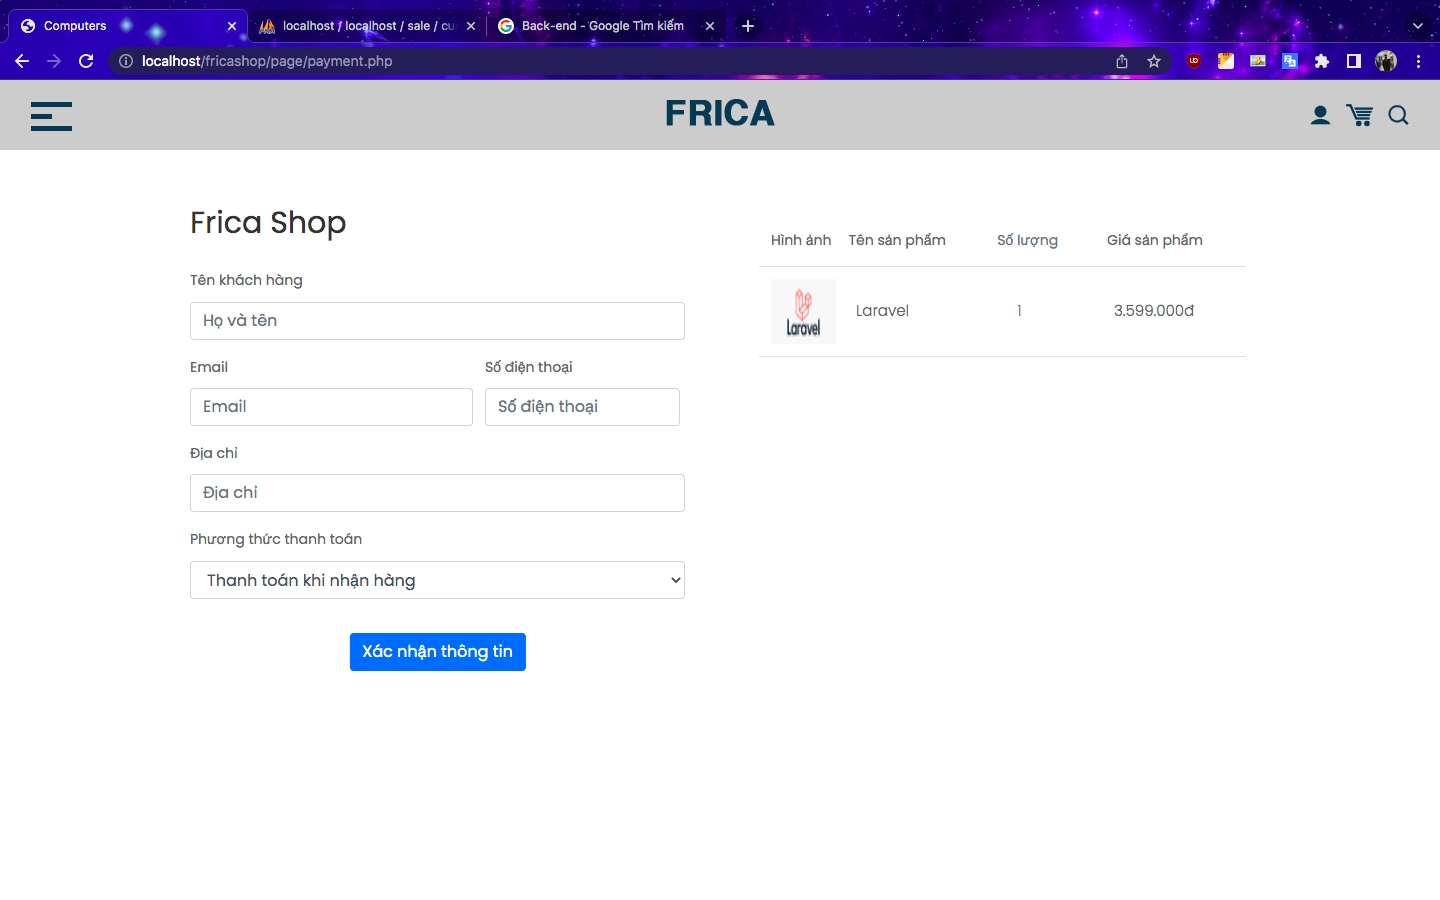 Computers
localhost / localhost / sale / cus
Back-end - Google Tìm kiếm
localhost/fricashop/page/payment.php
FRICA
Frica Shop
Tên khách hàng
Họ và tên
Email
Số điện thoại
Email
Số điện thoại
Địa chỉ
Địa chỉ
Phương thức thanh toán
Thanh toán khi nhận hàng
Xác nhận thông tin
Hình ảnh
Tên sản phẩm
Số lượng
Giá sản phẩm
Laravel
Laravel
1
3.599.000đ